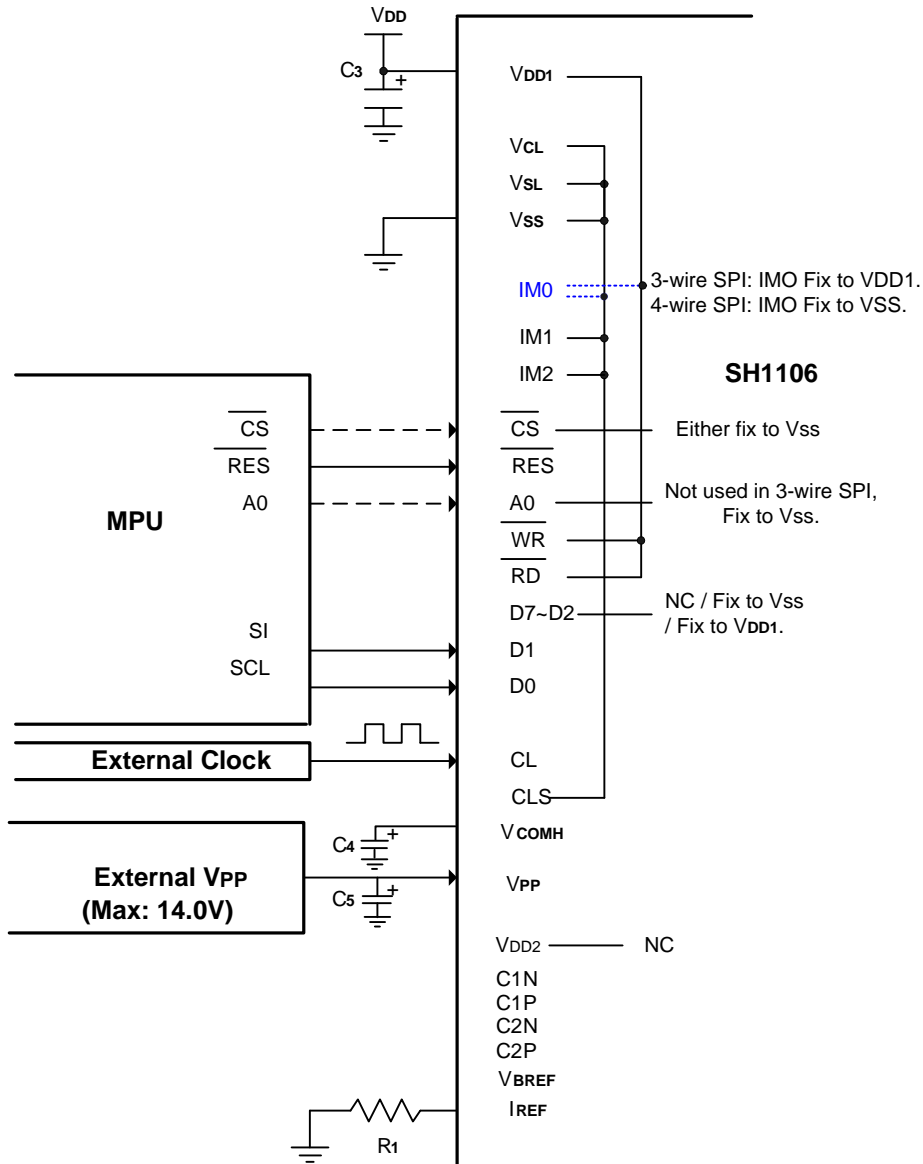 VDD
C3
+
VDD1
VCL
VSL
VSS
IM0
3-wire SPI: IMO Fix to VDD1.
4-wire SPI: IMO Fix to VSS.
IM1
IM2
SH1106
MPU
CS
RES
A0
SI
SCL
CS
Either fix to Vss
RES
A0
Not used in 3-wire SPI,
Fix to Vss.
WR
RD
D7~D2
NC / Fix to Vss
/ Fix to VDD1.
D1
D0
External Clock
CL
CLS
VCOMH
C4
+
External VPP
(Max: 14.0V)
C5
+
VPP
VDD2
NC
C1N
C1P
C2N
C2P
VBREF
IREF
R1